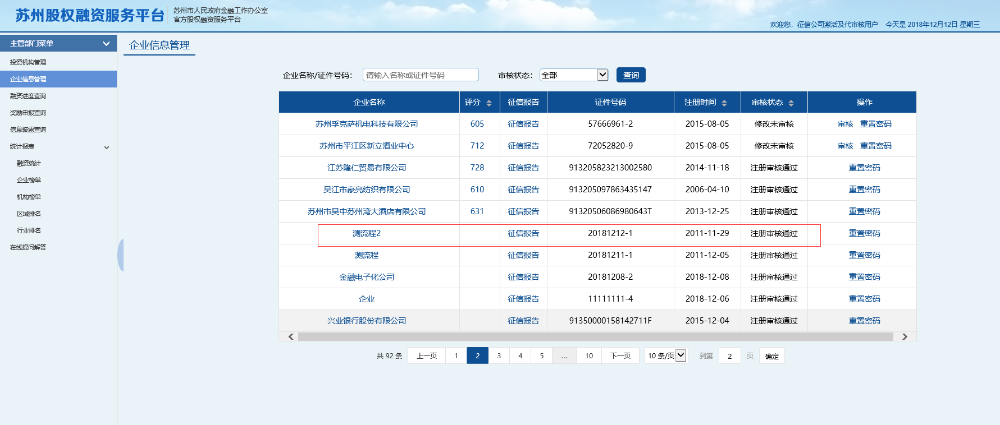 苏州股权融资服务平台
苏州市人民政府金融工作办公室
官方股权融资服务平台
欢迎您，征信公司激活及代审核用户 今天是 2018年12月12日 星期三
主管部门菜单
投资机构管理
企业信息管理
融资进度查询
奖励申报查询
信息披露查询
统计报表
融资统计
企业榜单
机构榜单
区域排名
行业排名
在线提问解答
企业信息管理
企业名称/证件号码： 请输入名称或证件号码 审核状态： 全部 查询
企业名称 评分 征信报告 证件号码 注册时间 审核状态 操作
苏州孚克萨机电科技有限公司 605 征信报告 57666961-2 2015-08-05 修改未审核 审核 重置密码
苏州市平江区新立酒业中心 712 征信报告 72052820-9 2015-08-05 修改未审核 审核 重置密码
江苏隆仁贸易有限公司 728 征信报告 913205823213002580 2014-11-18 注册审核通过 重置密码
吴江市豪亮纺织有限公司 610 征信报告 913205097863435147 2006-04-10 注册审核通过 重置密码
苏州市吴中苏州湾大酒店有限公司 631 征信报告 91320506086980643T 2013-12-25 注册审核通过 重置密码
测流程2 征信报告 20181212-1 2011-11-29 注册审核通过 重置密码
测流程 征信报告 20181211-1 2011-12-05 注册审核通过 重置密码
金融电子化公司 征信报告 20181208-2 2018-12-08 注册审核通过 重置密码
企业 征信报告 11111111-4 2018-12-06 注册审核通过 重置密码
兴业银行股份有限公司 征信报告 91350000158142711F 2015-12-04 注册审核通过 重置密码
共 92 条 上一页 1 2 3 4 5 ... 10 下一页 10 条/页 到第 2 页 确定